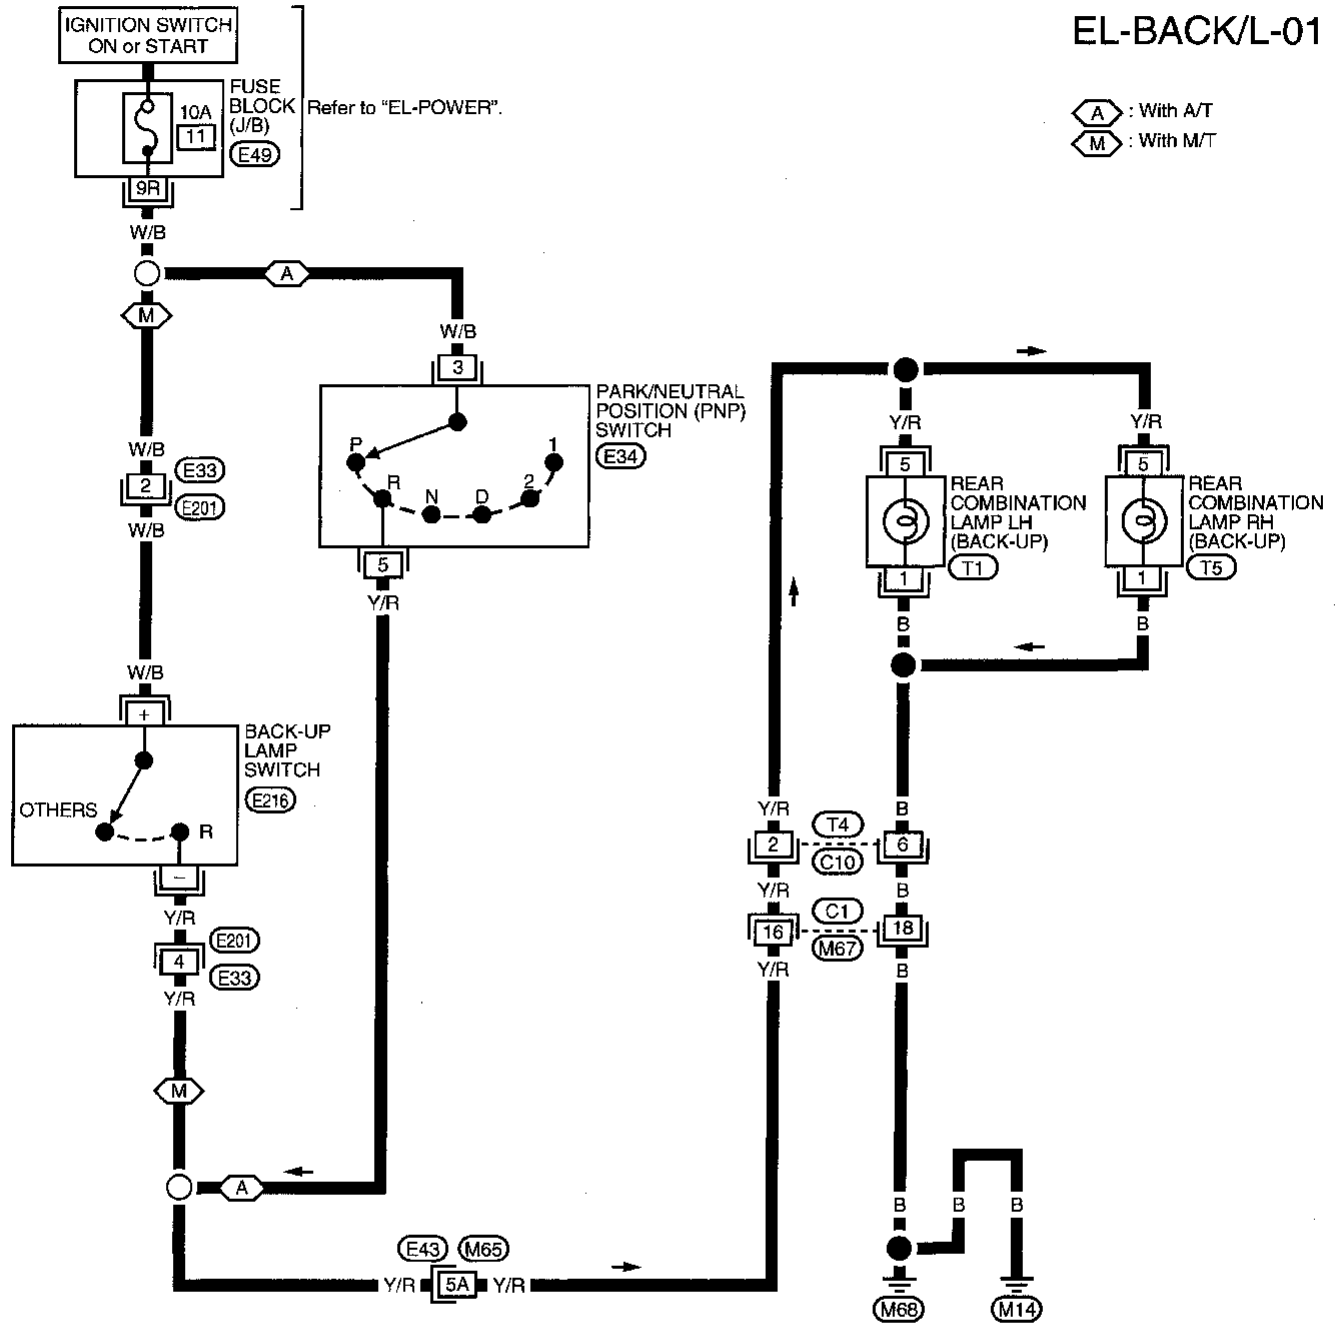 EL-BACK/L-01
IGNITION SWITCH
ON or START
FUSE
BLOCK
(J/B)
10A
11
E49
Refer to "EL-POWER".
A : With A/T
M : With M/T
9R
W/B
A
M
W/B
3
PARK/NEUTRAL
POSITION (PNP)
SWITCH
E34
P
R
N
D
2
1
5
Y/R
W/B
2
E33
E201
W/B
W/B
+
BACK-UP
LAMP
SWITCH
E216
OTHERS
R
–
Y/R
4
E201
E33
Y/R
M
A
Y/R
E43
M65
5A
Y/R
Y/R
Y/R
5
5
REAR
COMBINATION
LAMP LH
(BACK-UP)
T1
REAR
COMBINATION
LAMP RH
(BACK-UP)
T5
1
1
B
B
Y/R
T4
B
2
6
C10
Y/R
B
C1
16
18
M67
Y/R
B
B
B
B
M68
M14